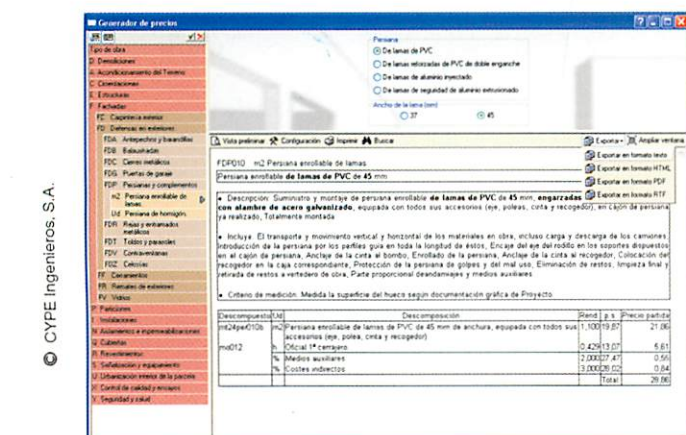 © CYPE Ingenieros, S.A.
Generador de precios
Tipo de obra
D Demoliciones
A Acondicionamiento del Terreno
C Cimentaciones
E Estructuras
F Fachadas
FC Carpintería exterior
FD Defensas en exteriores
FDA Antepechos y barandillas
FDB Balaustradas
FDC Cierres metálicos
FDG Puertas de garaje
FDP Persianas y complementos
m2 Persiana enrollable de lamas.
Ud Persiana de hormigón.
FDR Rejas y entramados metálicos
FDT Toldos y parasoles
FDV Contraventanas
FDZ Celosías
FF Cerramientos
FR Remates de exteriores
FV Vidrios
P Particiones
I Instalaciones
N Aislamientos e impermeabilizaciones
Q Cubiertas
R Revestimientos
S Señalización y equipamiento
U Urbanización interior de la parcela
X Control de calidad y ensayos
Y Seguridad y salud
Persiana
De lamas de PVC
De lamas reforzadas de PVC de doble enganche
De lamas de aluminio inyectado
De lamas de seguridad de aluminio extrusionado
Ancho de la lama (mm)
37 45
Vista preliminar Configuración Imprimir Buscar Exportar Ampliar ventana
Exportar en formato texto
Exportar en formato HTML
Exportar en formato PDF
Exportar en formato RTF
FDP010 m2 Persiana enrollable de lamas
Persiana enrollable de lamas de PVC de 45 mm
• Descripción: Suministro y montaje de persiana enrollable de lamas de PVC de 45 mm, engarzadas
con alambre de acero galvanizado, equipada con todos sus accesorios (eje, poleas, cinta y recogedor), en cajón de persiana
ya realizado, Totalmente montada.
• Incluye: El transporte y movimiento vertical y horizontal de los materiales en obra, incluso carga y descarga de los camiones,
Introducción de la persiana por los perfiles guía en toda la longitud de éstos, Encaje del eje del rodillo en los soportes dispuestos
en el cajón de persiana, Anclaje de la cinta al bombo, Enrollado de la persiana, Anclaje de la cinta al recogedor, Colocación del
recogedor en la caja correspondiente, Protección de la persiana de golpes y del mal uso, Eliminación de restos, limpieza final y
retirada de restos a vertedero de obra, Parte proporcional deandamiajes y medios auxiliares.
• Criterio de medición: Medida la superficie del hueco según documentación gráfica de Proyecto.
Descompuesto Ud Descomposición Rend. p.s. Precio partida
mt24per010b m2 Persiana enrollable de lamas de PVC de 45 mm de anchura, equipada con todos sus 1,100 19,87 21,86
accesorios (eje, polea, cinta y recogedor)
mo012 h Oficial 1ª cerrajero 0,429 13,07 5,61
% Medios auxiliares 2,000 27,47 0,55
% Costes indirectos 3,000 28,02 0,84
Total: 28,86